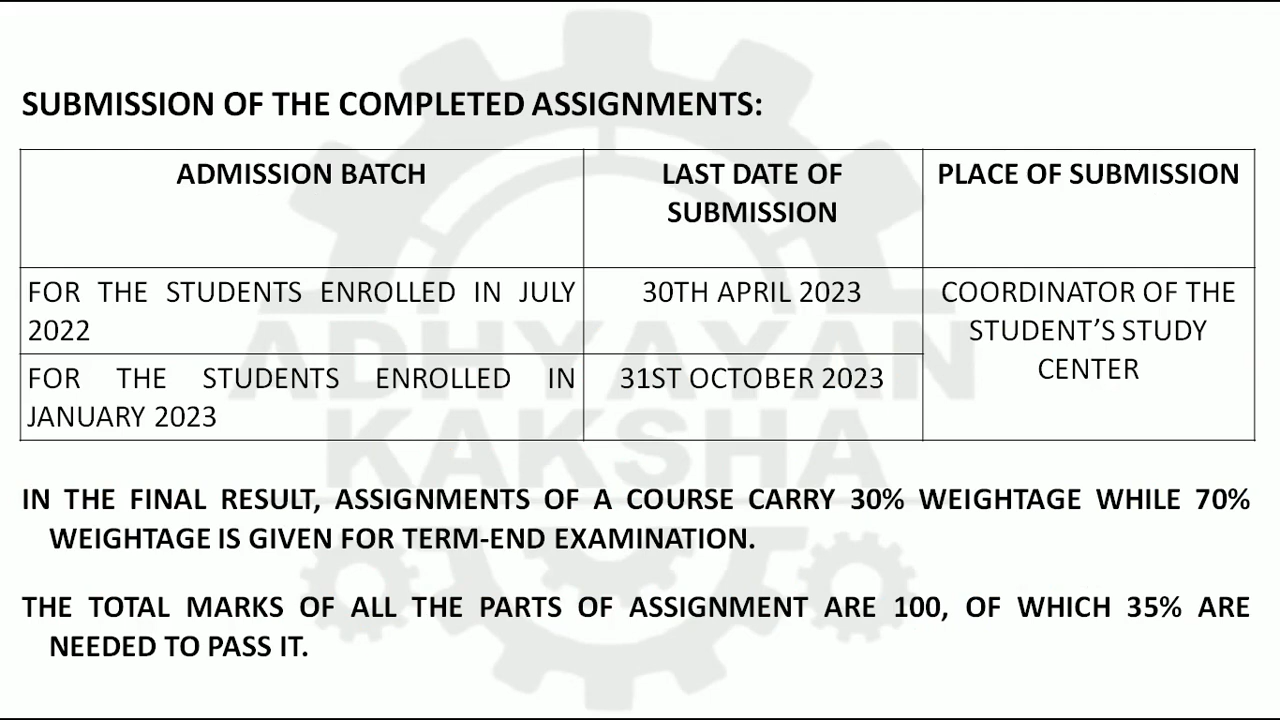 SUBMISSION OF THE COMPLETED ASSIGNMENTS:
ADMISSION BATCH
LAST DATE OF
SUBMISSION
PLACE OF SUBMISSION
FOR THE STUDENTS ENROLLED IN JULY
2022
30TH APRIL 2023
COORDINATOR OF THE
STUDENT’S STUDY
CENTER
FOR THE STUDENTS ENROLLED IN
JANUARY 2023
31ST OCTOBER 2023
ADHYAYAN
KAKSHA
IN THE FINAL RESULT, ASSIGNMENTS OF A COURSE CARRY 30% WEIGHTAGE WHILE 70%
WEIGHTAGE IS GIVEN FOR TERM-END EXAMINATION.
THE TOTAL MARKS OF ALL THE PARTS OF ASSIGNMENT ARE 100, OF WHICH 35% ARE
NEEDED TO PASS IT.